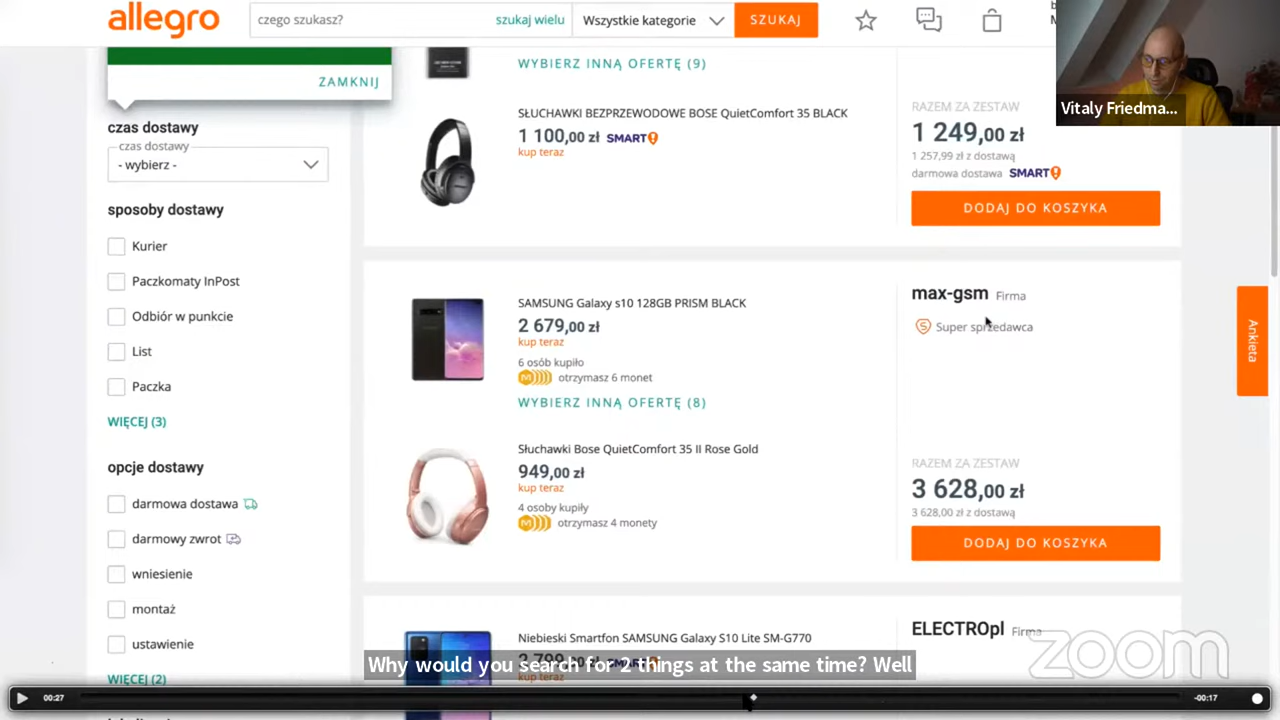 allegro
czego szukasz?
szukaj wielu
Wszystkie kategorie
SZUKAJ
Vitaly Friedma...
ZAMKNIJ
czas dostawy
czas dostawy
- wybierz -
sposoby dostawy
Kurier
Paczkomaty InPost
Odbiór w punkcie
List
Paczka
WIĘCEJ (3)
opcje dostawy
darmowa dostawa
darmowy zwrot
wniesienie
montaż
ustawienie
WIĘCEJ (2)
WYBIERZ INNĄ OFERTĘ (9)
SŁUCHAWKI BEZPRZEWODOWE BOSE QuietComfort 35 BLACK
1 100,00 zł SMART!
kup teraz
RAZEM ZA ZESTAW
1 249,00 zł
1 257,99 zł z dostawą
darmowa dostawa SMART!
DODAJ DO KOSZYKA
SAMSUNG Galaxy s10 128GB PRISM BLACK
2 679,00 zł
kup teraz
6 osób kupiło
otrzymasz 6 monet
WYBIERZ INNĄ OFERTĘ (8)
Słuchawki Bose QuietComfort 35 II Rose Gold
949,00 zł
kup teraz
4 osoby kupiły
otrzymasz 4 monety
max-gsm Firma
Super sprzedawca
RAZEM ZA ZESTAW
3 628,00 zł
3 628,00 zł z dostawą
DODAJ DO KOSZYKA
Ankieta
Niebieski Smartfon SAMSUNG Galaxy S10 Lite SM-G770
ELECTROpl Firma
Why would you search for 2 things at the same time? Well
zoom
00:27
-00:17